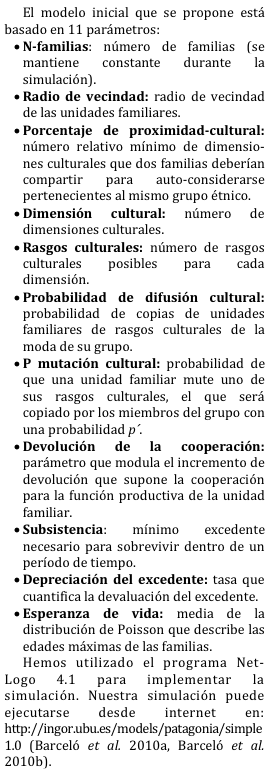 El modelo inicial que se propone está
basado en 11 parámetros:
• N-familias: número de familias (se
mantiene constante durante la
simulación).
• Radio de vecindad: radio de vecindad
de las unidades familiares.
• Porcentaje de proximidad-cultural:
número relativo mínimo de dimensio-
nes culturales que dos familias deberían
compartir para auto-considerarse
pertenecientes al mismo grupo étnico.
• Dimensión cultural: número de
dimensiones culturales.
• Rasgos culturales: número de rasgos
culturales posibles para cada
dimensión.
• Probabilidad de difusión cultural:
probabilidad de copias de unidades
familiares de rasgos culturales de la
moda de su grupo.
• P mutación cultural: probabilidad de
que una unidad familiar mute uno de
sus rasgos culturales, el que será
copiado por los miembros del grupo con
una probabilidad p´.
• Devolución de la cooperación:
parámetro que modula el incremento de
devolución que supone la cooperación
para la función productiva de la unidad
familiar.
• Subsistencia: mínimo excedente
necesario para sobrevivir dentro de un
período de tiempo.
• Depreciación del excedente: tasa que
cuantifica la devaluación del excedente.
• Esperanza de vida: media de la
distribución de Poisson que describe las
edades máximas de las familias.
Hemos utilizado el programa Net-
Logo 4.1 para implementar la
simulación. Nuestra simulación puede
ejecutarse desde internet en:
http://ingor.ubu.es/models/patagonia/simple
1.0 (Barceló et al. 2010a, Barceló et al.
2010b).